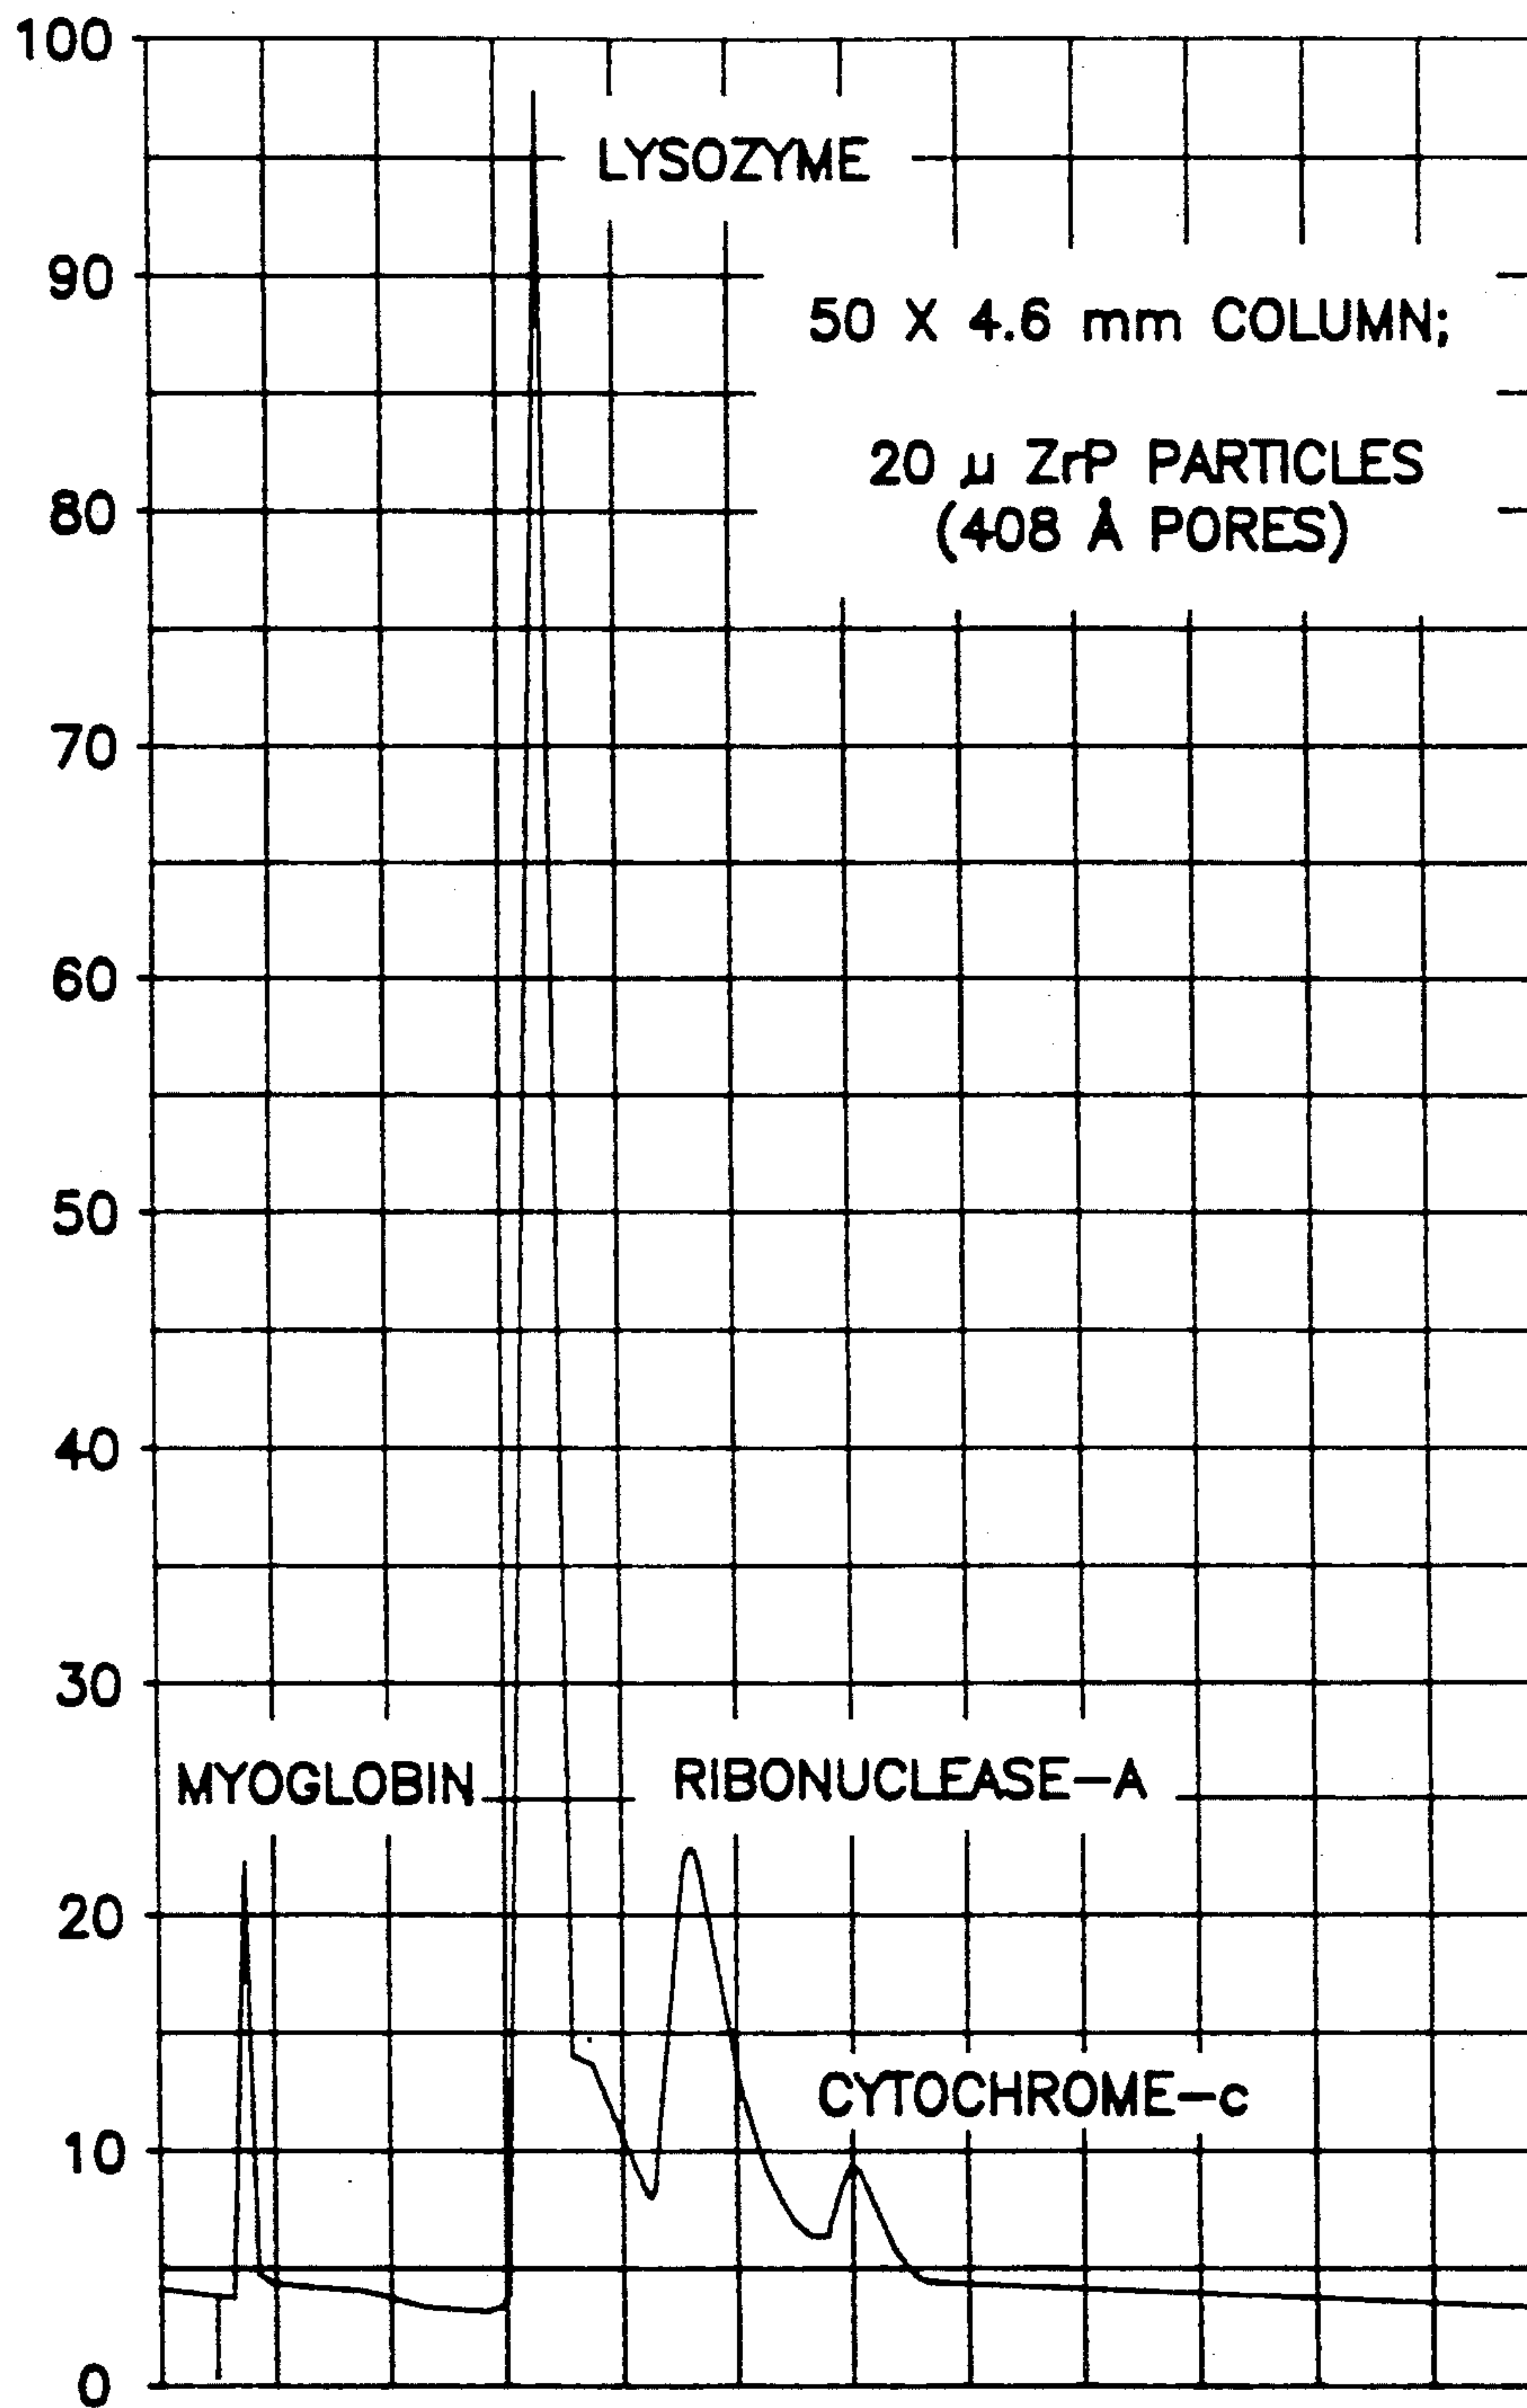 100
LYSOZYME
90
50 X 4.6 mm COLUMN;
20 µ ZrP PARTICLES
80
(408 Å PORES)
70
60
50
40
30
MYOGLOBIN
RIBONUCLEASE-A
20
CYTOCHROME-c
10
0